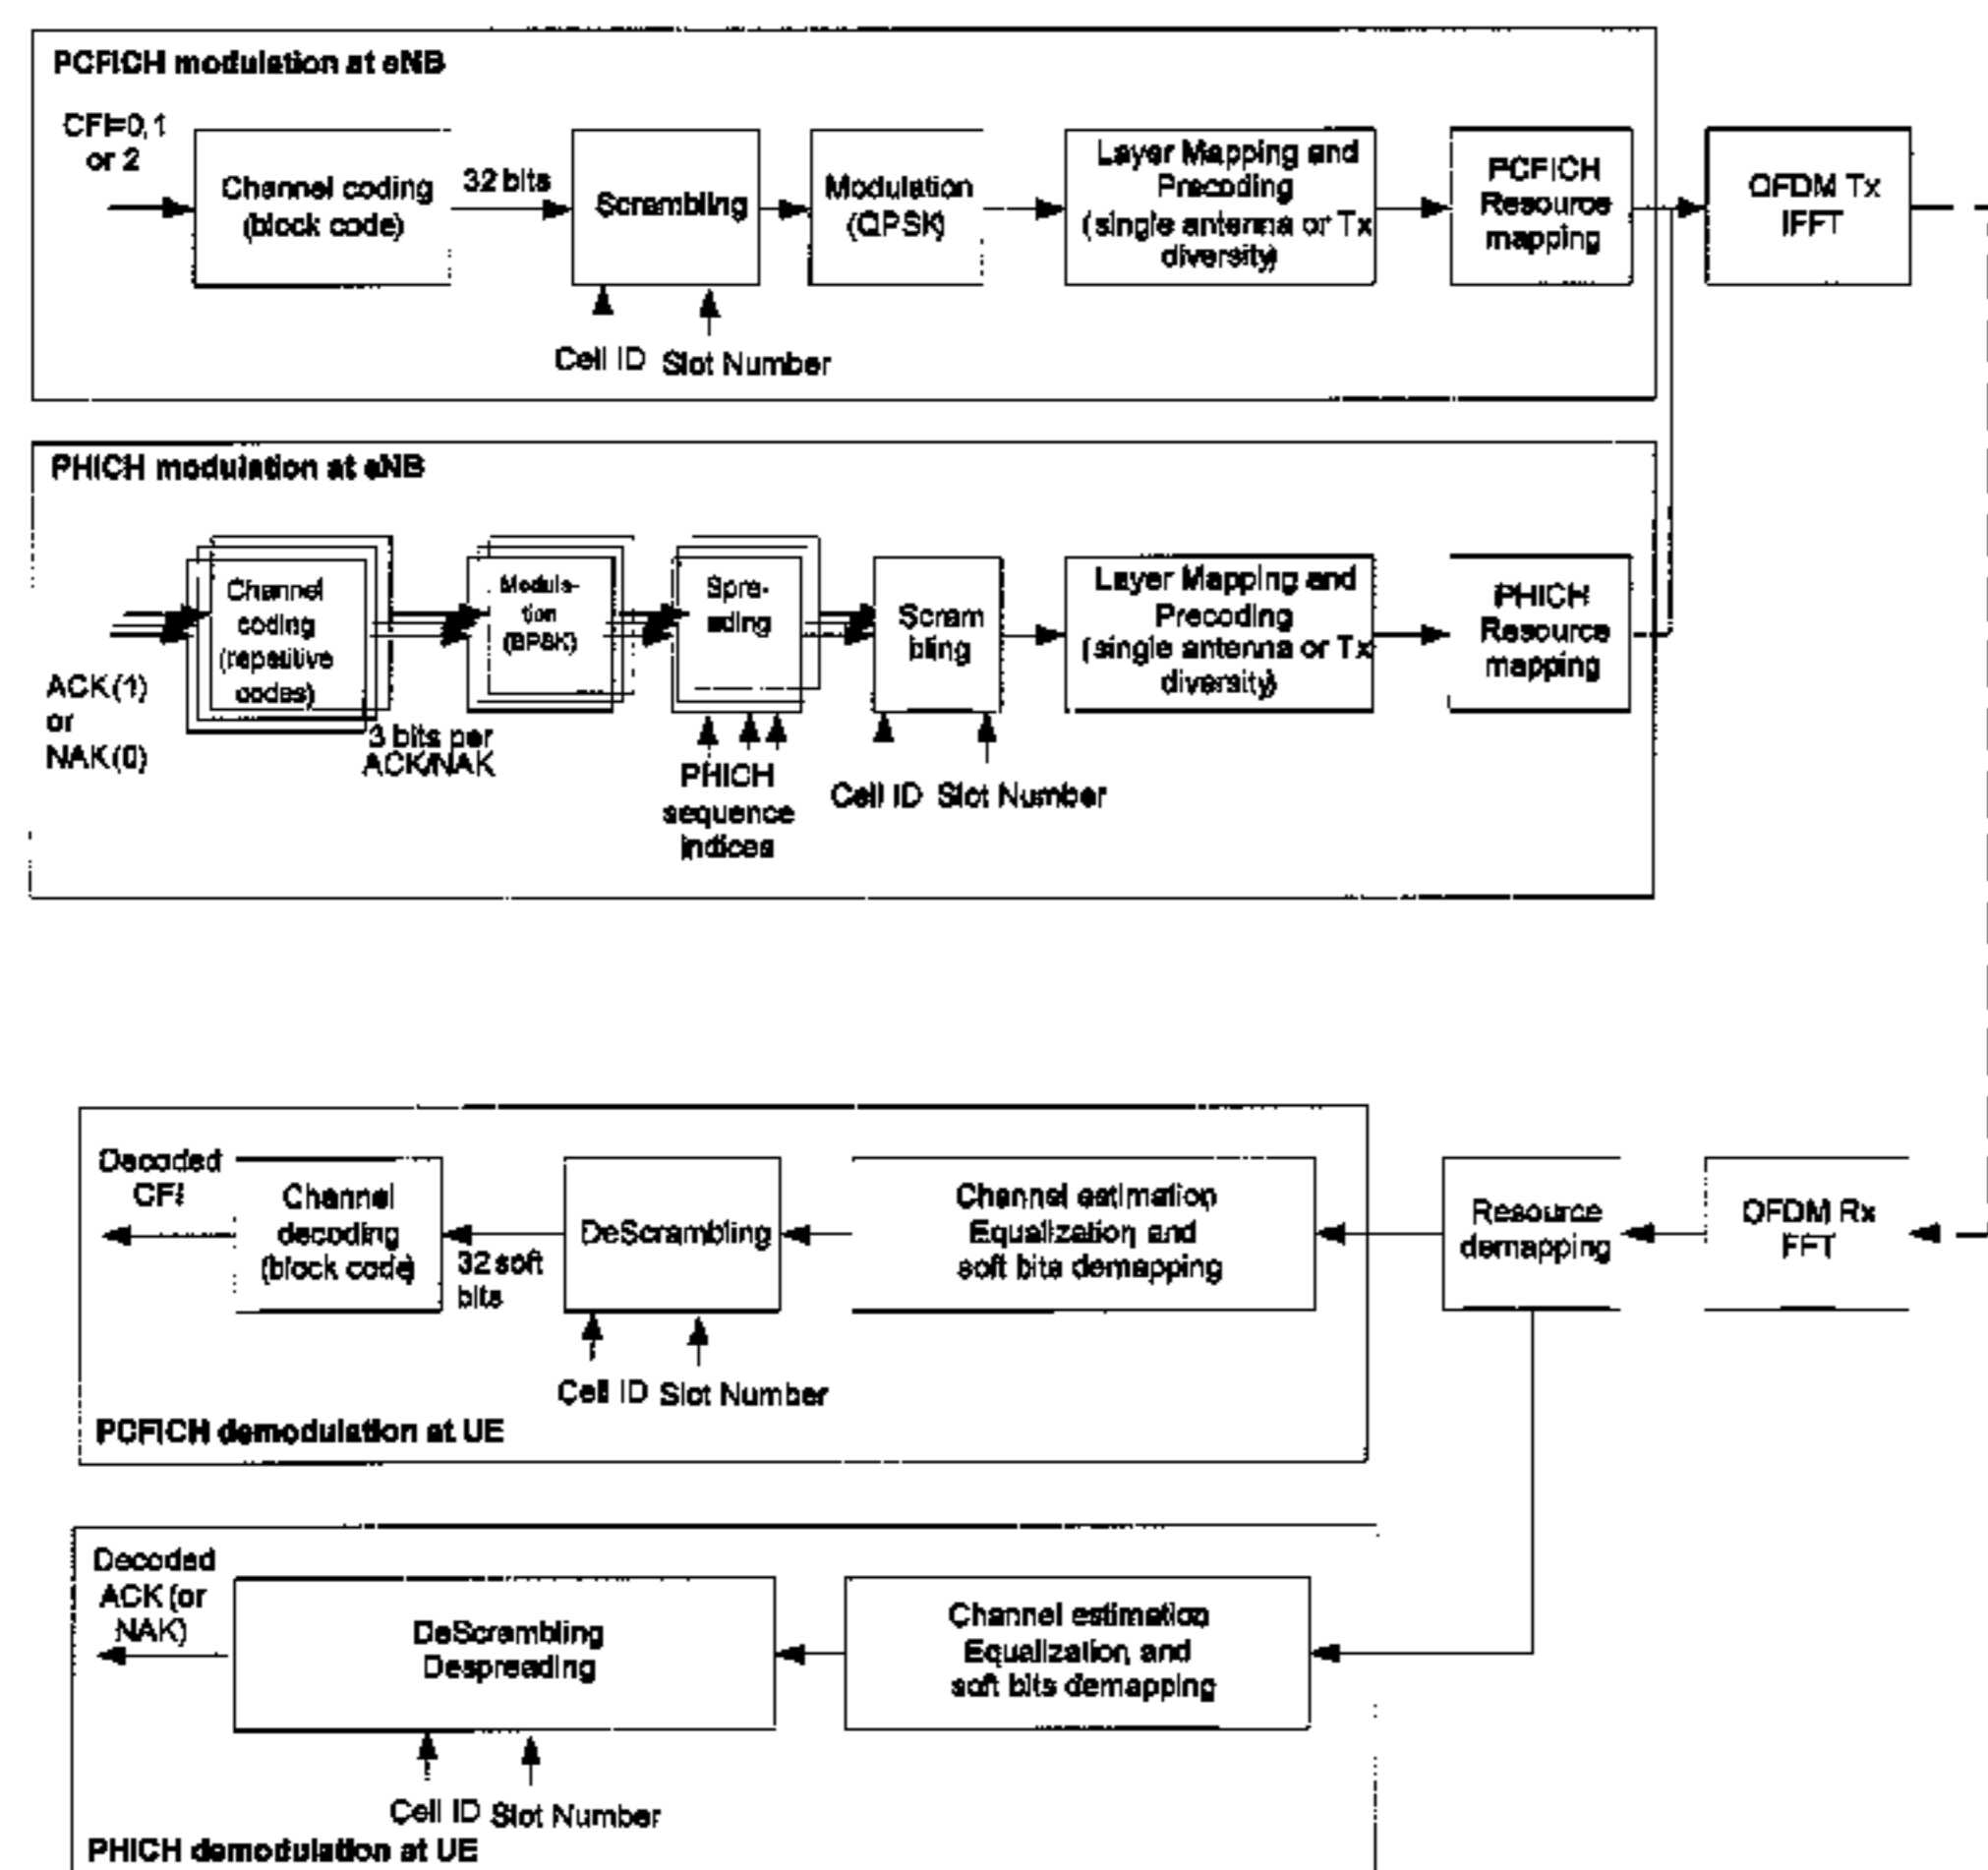 PCFICH modulation at eNB
CFI=0, 1
or 2
Channel coding
(block code)
32 bits
Scrambling
Modulation
(QPSK)
Layer Mapping and
Precoding
(single antenna or Tx
diversity)
PCFICH
Resource
mapping
OFDM Tx
IFFT
Cell ID
Slot Number
PHICH modulation at eNB
Channel
coding
(repetitive
codes)
Modula-
tion
(BPSK)
Spre-
ading
Scram
bling
Layer Mapping and
Precoding
(single antenna or Tx
diversity)
PHICH
Resource
mapping
ACK(1)
or
NAK(0)
3 bits per
ACK/NAK
PHICH
sequence
indices
Cell ID
Slot Number
Decoded
CFI
Channel
decoding
(block code)
32 soft
bits
DeScrambling
Channel estimation
Equalization and
soft bits demapping
Resource
demapping
OFDM Rx
FFT
Cell ID
Slot Number
PCFICH demodulation at UE
Decoded
ACK (or
NAK)
DeScrambling
Despreading
Channel estimation
Equalization and
soft bits demapping
Cell ID
Slot Number
PHICH demodulation at UE